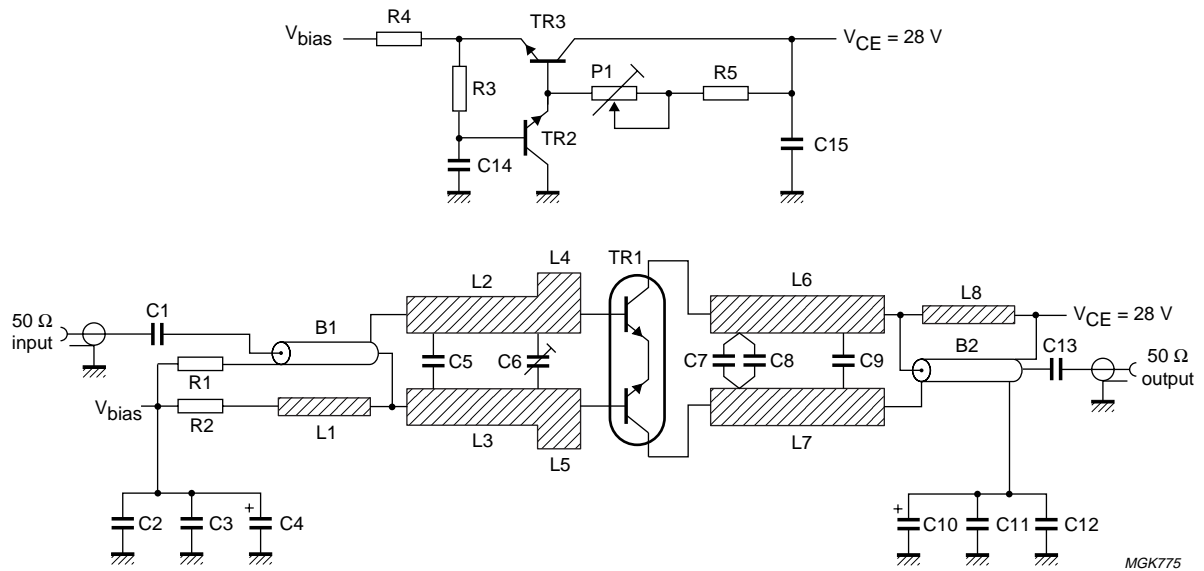 R4
TR3
V_bias
V_CE = 28 V
P1
R5
R3
TR2
C14
C15
L4
TR1
L2
L6
L8
C1
50 Ω
input
B1
V_CE = 28 V
C5
C6
C7
C8
C9
B2
C13
50 Ω
output
R1
V_bias
R2
L1
L3
L5
L7
C2
C3
+
C4
+
C10
C11
C12
MGK775